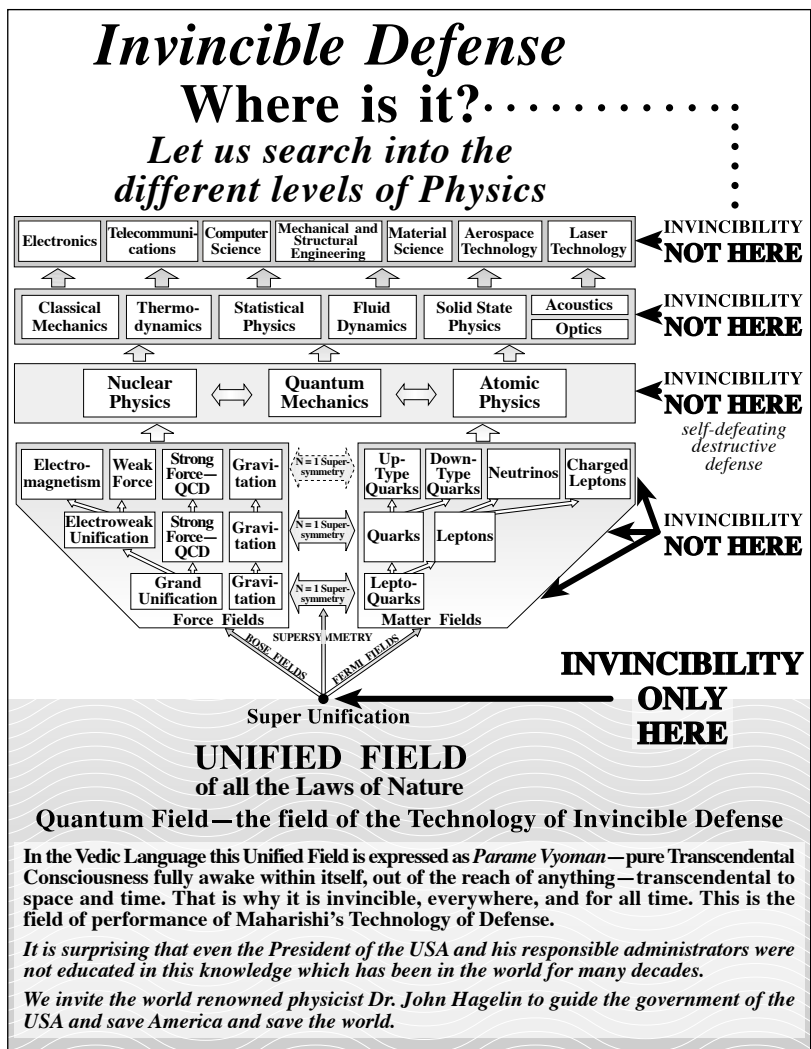 Invincible Defense
Where is it?
Let us search into the
different levels of Physics
Electronics
Telecommuni-
cations
Computer
Science
Mechanical and
Structural
Engineering
Material
Science
Aerospace
Technology
Laser
Technology
INVINCIBILITY
NOT HERE
Classical
Mechanics
Thermo-
dynamics
Statistical
Physics
Fluid
Dynamics
Solid State
Physics
Acoustics
Optics
INVINCIBILITY
NOT HERE
Nuclear
Physics
Quantum
Mechanics
Atomic
Physics
INVINCIBILITY
NOT HERE
self-defeating
destructive
defense
Electro-
magnetism
Weak
Force
Strong
Force—
QCD
Gravi-
tation
N = 1 Super-
symmetry
Up-
Type
Quarks
Down-
Type
Quarks
Neutrinos
Charged
Leptons
Electroweak
Unification
Strong
Force—
QCD
Gravi-
tation
N = 1 Super-
symmetry
Quarks
Leptons
INVINCIBILITY
NOT HERE
Grand
Unification
Gravi-
tation
N = 1 Super-
symmetry
Lepto-
Quarks
Force Fields
Matter Fields
BOSE FIELDS
SUPERSYMMETRY
FERMI FIELDS
INVINCIBILITY
ONLY
HERE
Super Unification
UNIFIED FIELD
of all the Laws of Nature
Quantum Field—the field of the Technology of Invincible Defense
In the Vedic Language this Unified Field is expressed as Parame Vyoman—pure Transcendental
Consciousness fully awake within itself, out of the reach of anything—transcendental to
space and time. That is why it is invincible, everywhere, and for all time. This is the
field of performance of Maharishi's Technology of Defense.
It is surprising that even the President of the USA and his responsible administrators were
not educated in this knowledge which has been in the world for many decades.
We invite the world renowned physicist Dr. John Hagelin to guide the government of the
USA and save America and save the world.